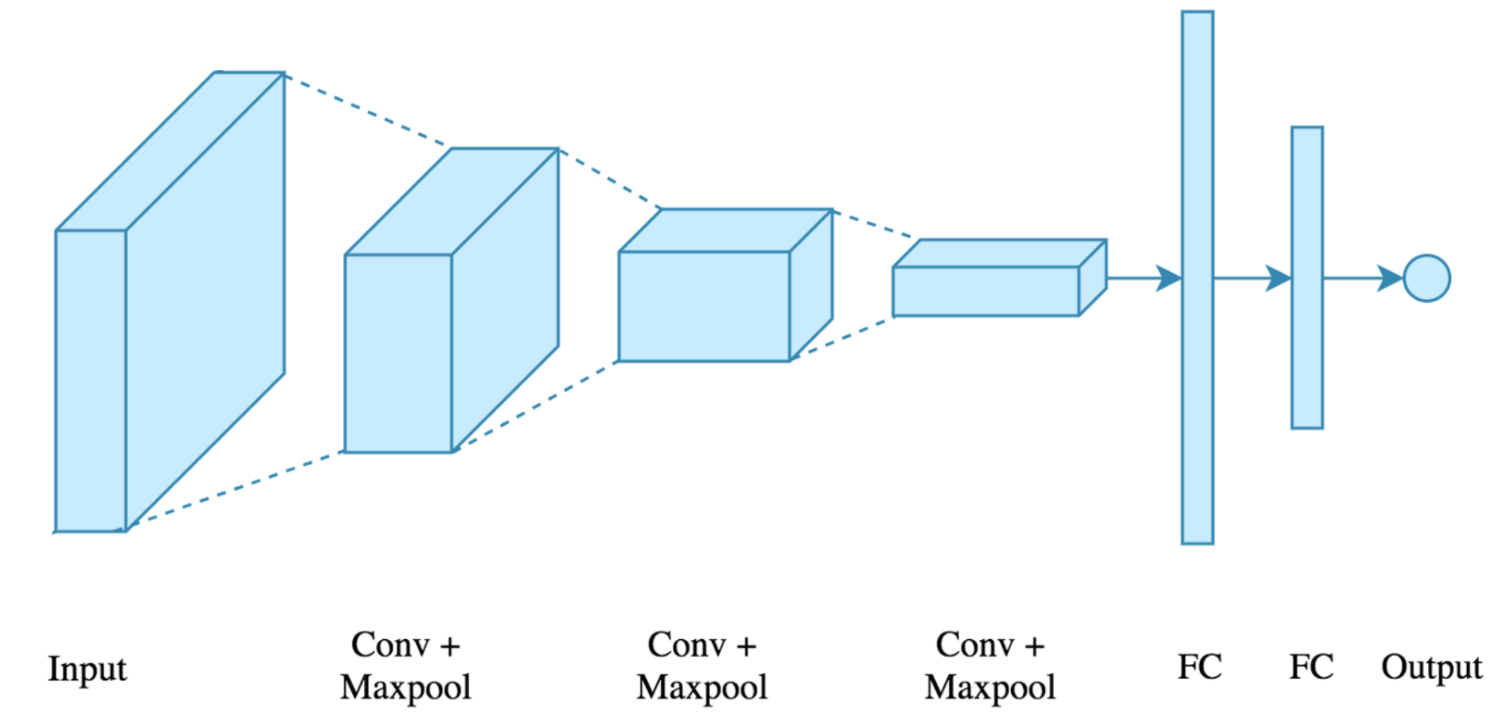 Input
Conv +
Maxpool
Conv +
Maxpool
Conv +
Maxpool
FC
FC
Output